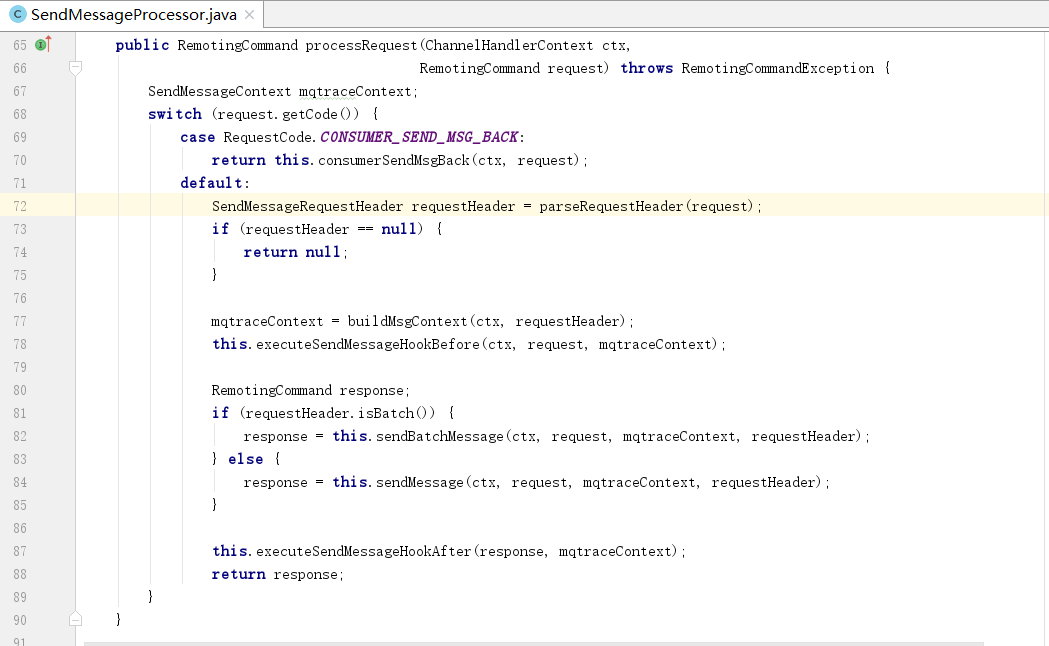 C SendMessageProcessor.java ×
65 I public RemotingCommand processRequest(ChannelHandlerContext ctx,
66 RemotingCommand request) throws RemotingCommandException {
67 SendMessageContext mqtraceContext;
68 switch (request.getCode()) {
69 case RequestCode.CONSUMER_SEND_MSG_BACK:
70 return this.consumerSendMsgBack(ctx, request);
71 default:
72 SendMessageRequestHeader requestHeader = parseRequestHeader(request);
73 if (requestHeader == null) {
74 return null;
75 }
76
77 mqtraceContext = buildMsgContext(ctx, requestHeader);
78 this.executeSendMessageHookBefore(ctx, request, mqtraceContext);
79
80 RemotingCommand response;
81 if (requestHeader.isBatch()) {
82 response = this.sendBatchMessage(ctx, request, mqtraceContext, requestHeader);
83 } else {
84 response = this.sendMessage(ctx, request, mqtraceContext, requestHeader);
85 }
86
87 this.executeSendMessageHookAfter(response, mqtraceContext);
88 return response;
89 }
90 }
91